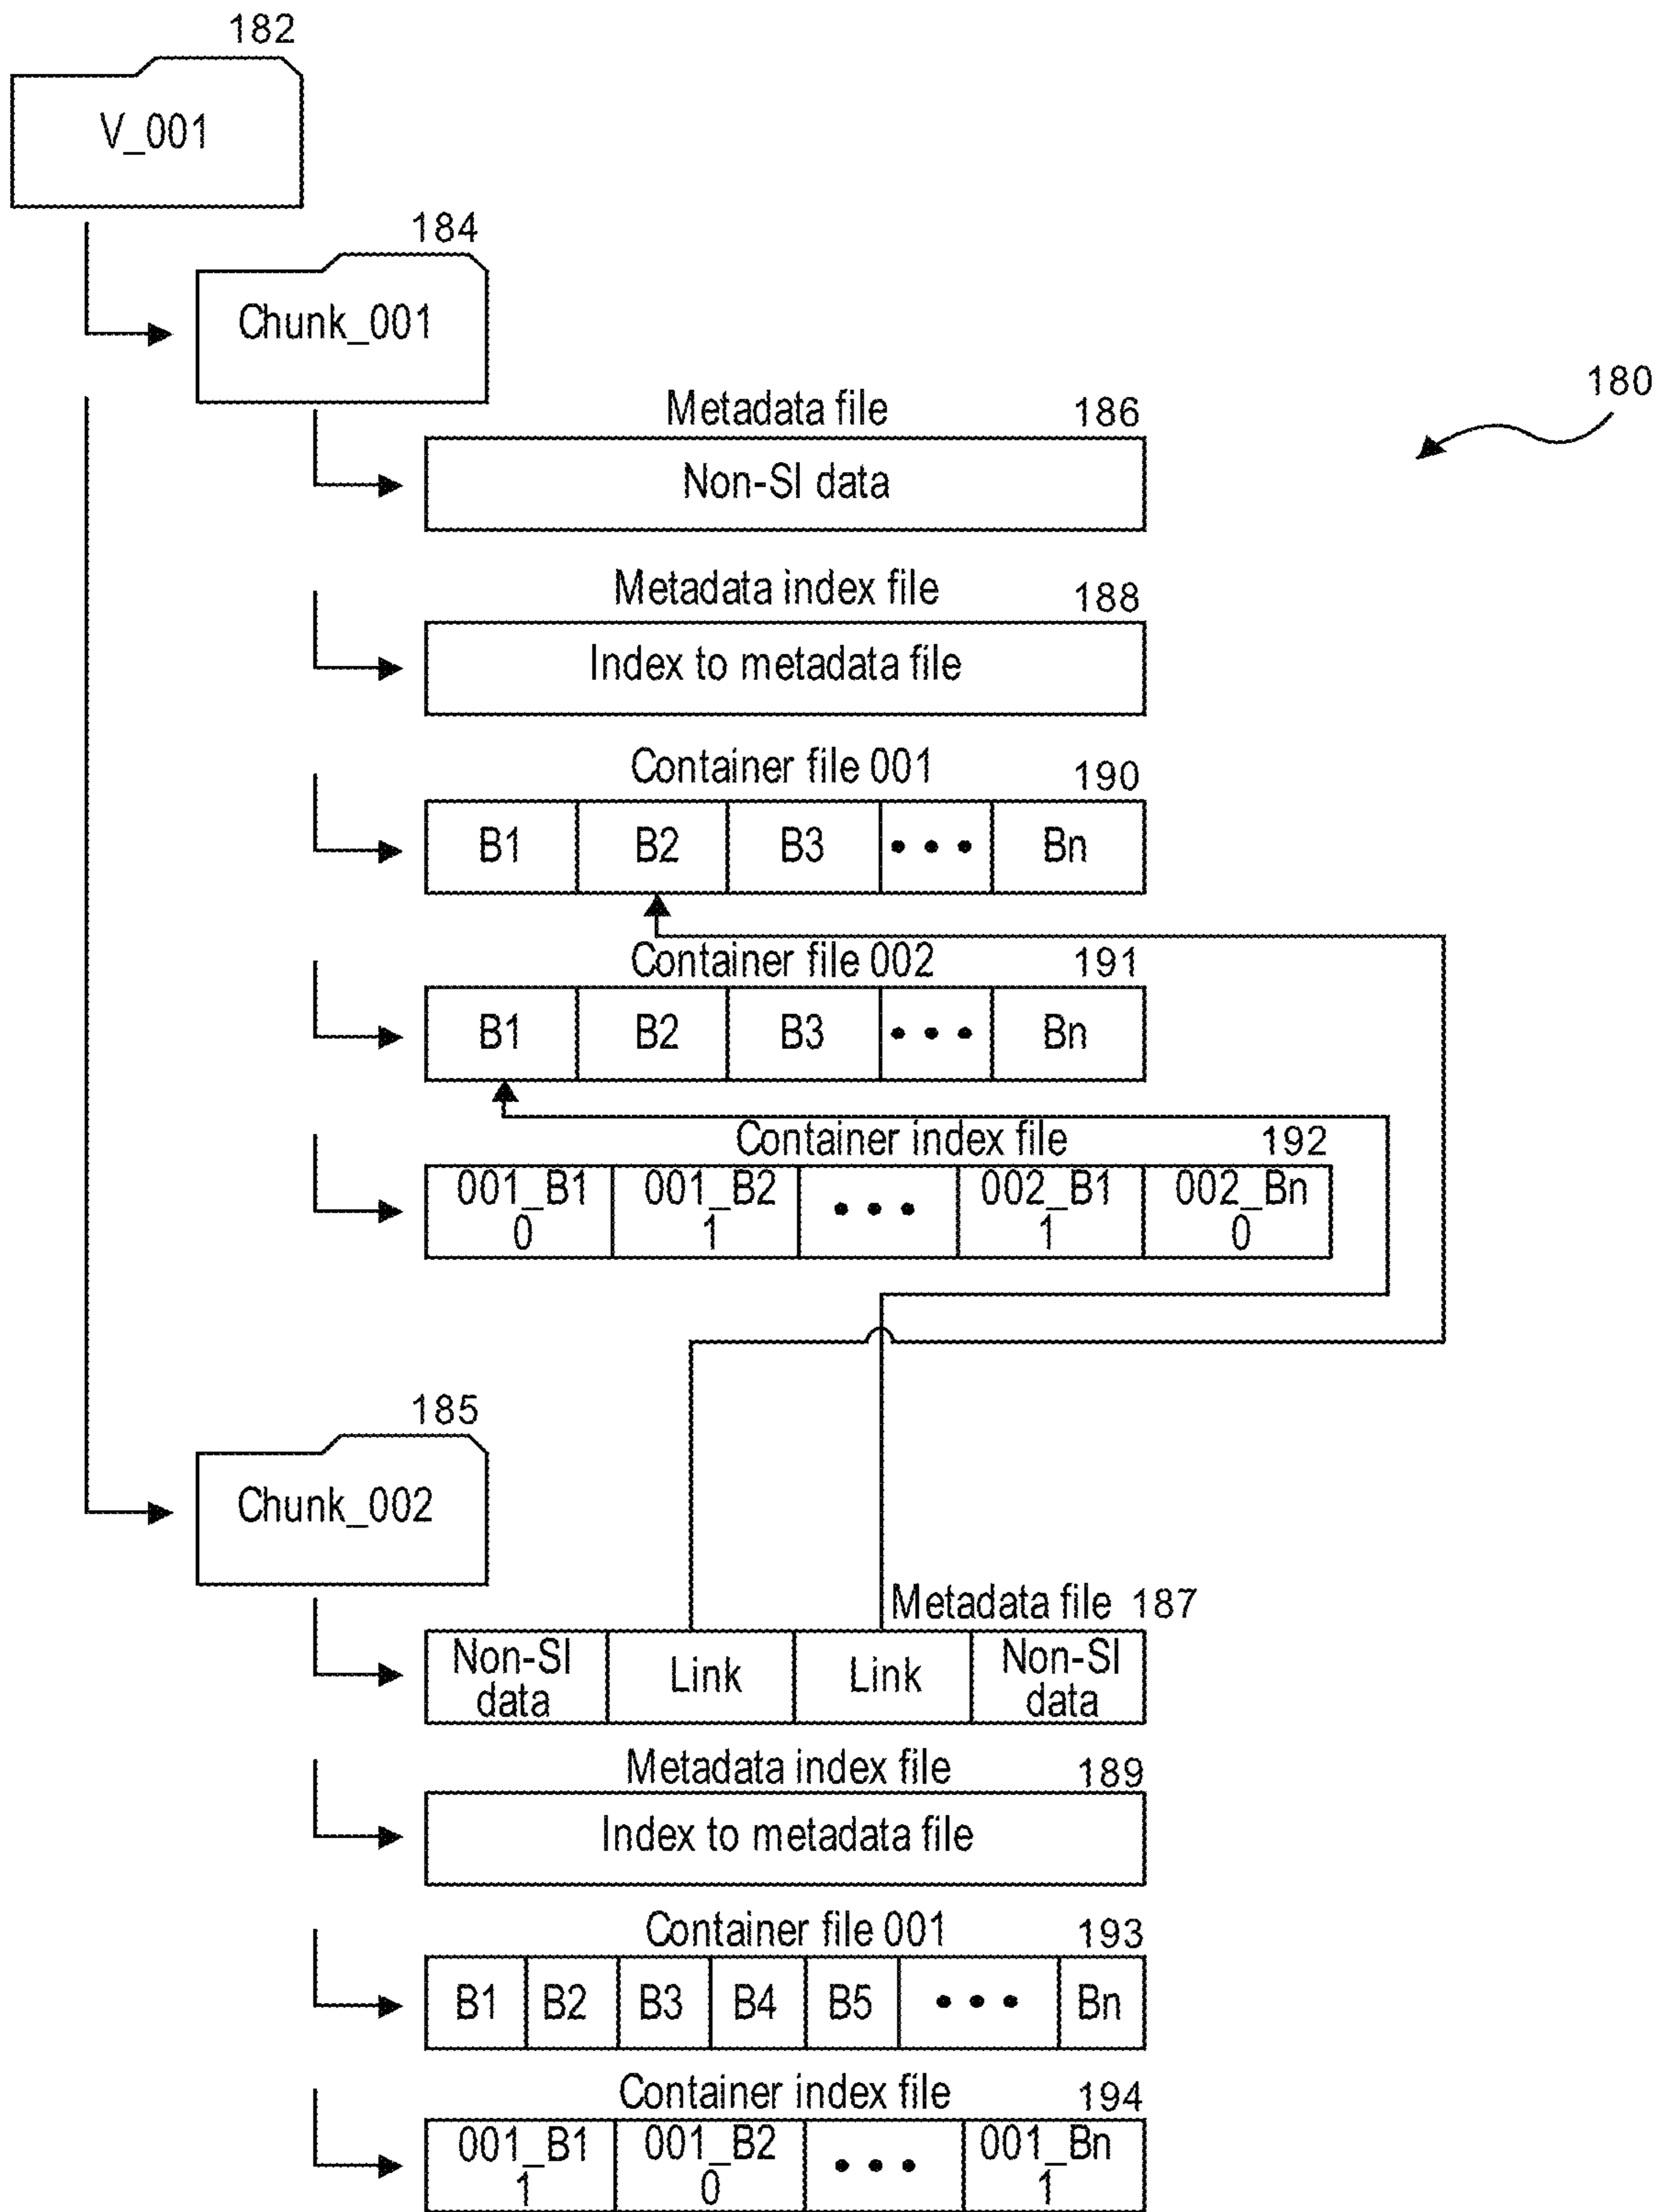 182
V_001
184
Chunk_001
180
Metadata file 186
Non-SI data
Metadata index file 188
Index to metadata file
Container file 001 190
B1 B2 B3 ••• Bn
Container file 002 191
B1 B2 B3 ••• Bn
Container index file 192
001_B1 001_B2 ••• 002_B1 002_Bn
0 1 1 0
185
Chunk_002
Metadata file 187
Non-SI Link Link Non-SI
data data
Metadata index file 189
Index to metadata file
Container file 001 193
B1 B2 B3 B4 B5 ••• Bn
Container index file 194
001_B1 001_B2 ••• 001_Bn
1 0 1